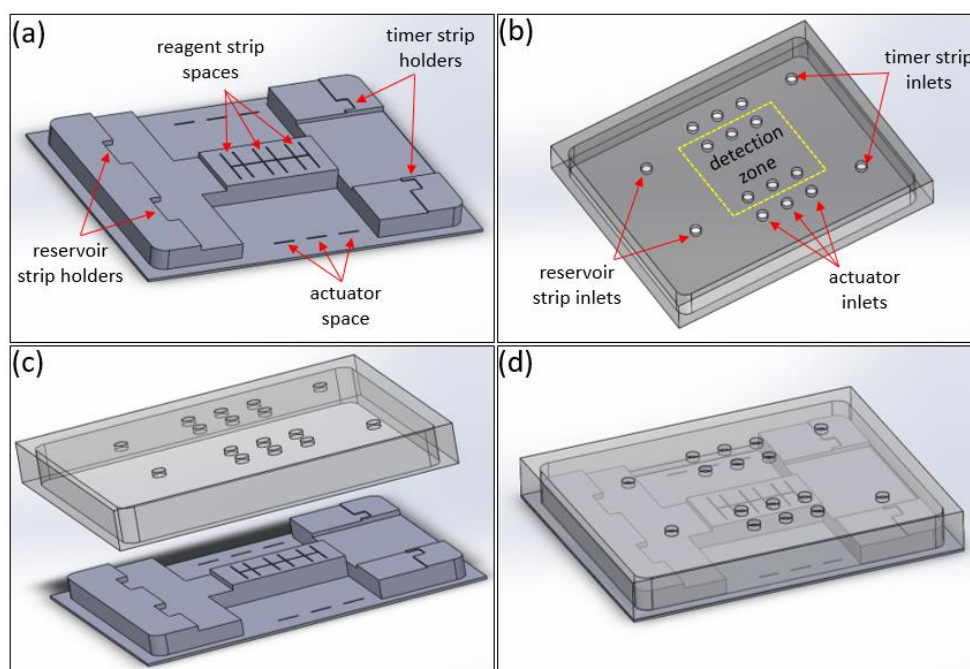 (a)
reagent strip
spaces
timer strip
holders
reservoir
strip holders
actuator
space
(b)
timer strip
inlets
detection
zone
reservoir
strip inlets
actuator
inlets
(c)
(d)